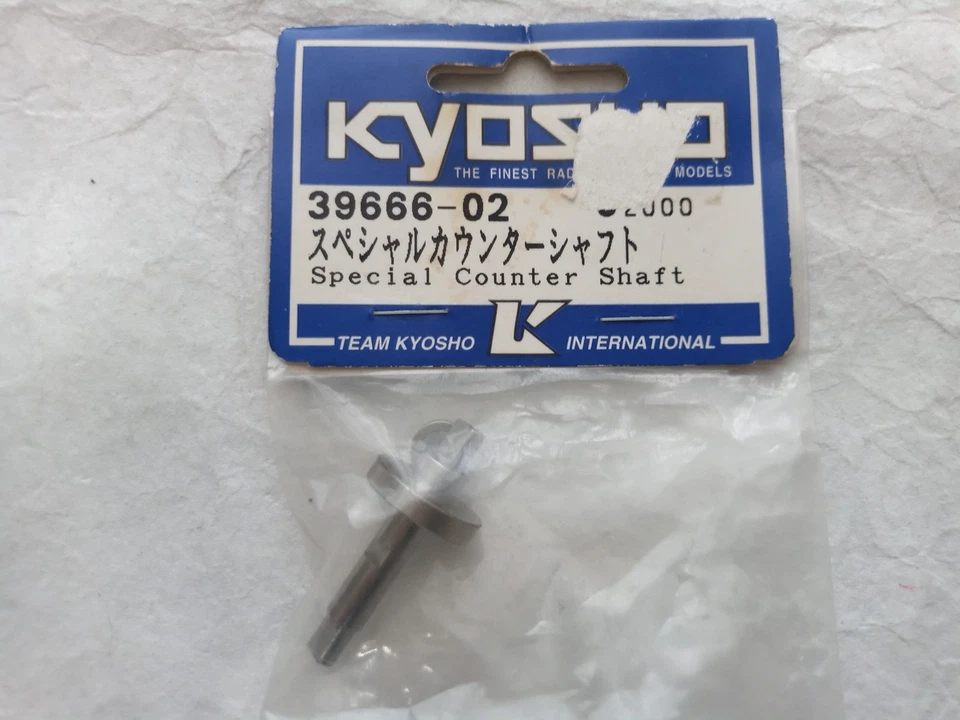 KYOSHO
THE FINEST MODELS
39666-02 2000
スペシャルカウンターシャフト
Special Counter Shaft
TEAM KYOSHO K INTERNATIONAL